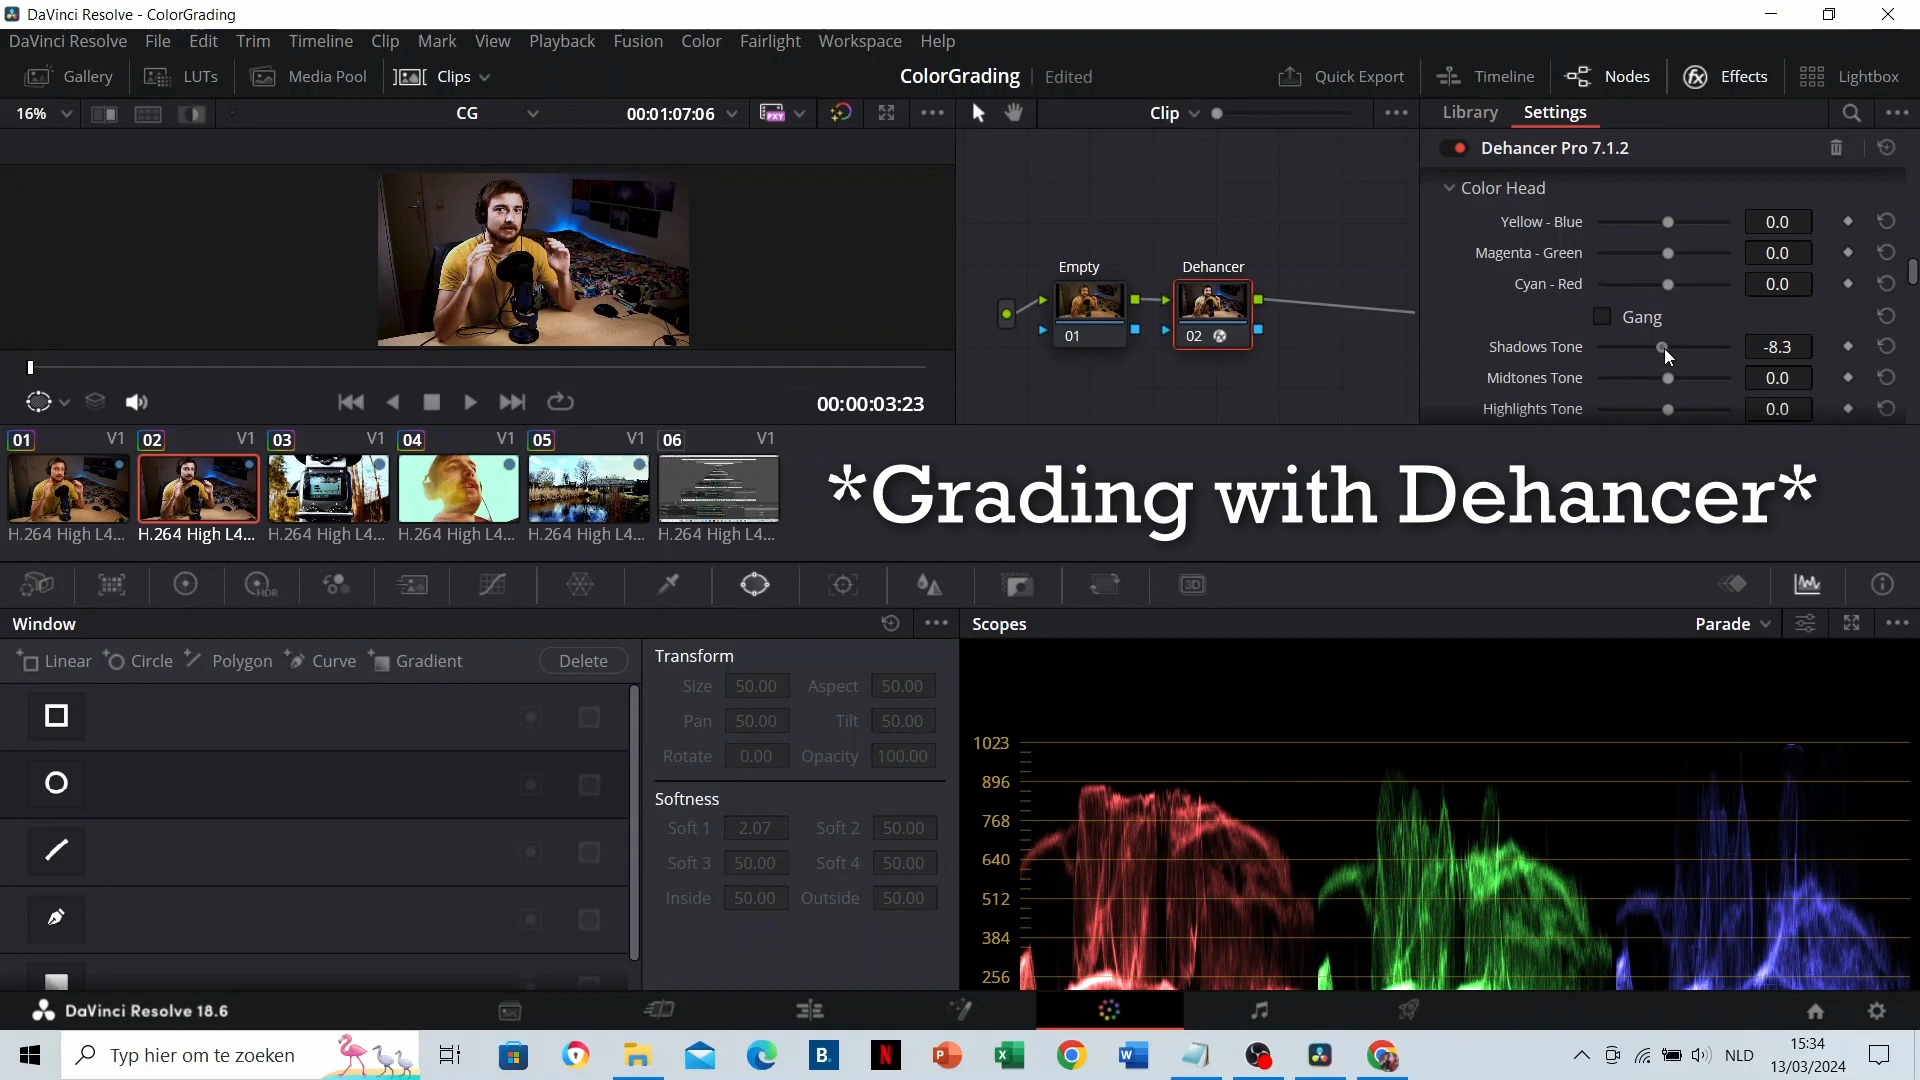 DaVinci Resolve - ColorGrading
DaVinci Resolve File Edit Trim Timeline Clip Mark View Playback Fusion Color Fairlight Workspace Help
Gallery LUTs Media Pool Clips ColorGrading Edited Quick Export Timeline Nodes Effects Lightbox
16% CG 00:01:07:06 PXY Clip Library Settings
Dehancer Pro 7.1.2
Color Head
Yellow - Blue 0.0
Magenta - Green 0.0
Cyan - Red 0.0
Gang
Shadows Tone -8.3
Midtones Tone 0.0
Highlights Tone 0.0
Empty Dehancer
01 02
00:00:03:23
01 V1 02 V1 03 V1 04 V1 05 V1 06 V1
H.264 High L4... H.264 High L4... H.264 High L4... H.264 High L4... H.264 High L4... H.264 High L4...
*Grading with Dehancer*
HDR 3D
Window Scopes Parade
Linear Circle Polygon Curve Gradient Delete
Transform
Size 50.00 Aspect 50.00
Pan 50.00 Tilt 50.00
Rotate 0.00 Opacity 100.00
Softness
Soft 1 2.07 Soft 2 50.00
Soft 3 50.00 Soft 4 50.00
Inside 50.00 Outside 50.00
1023
896
768
640
512
384
256
DaVinci Resolve 18.6
Typ hier om te zoeken B. N NLD 15:34
13/03/2024